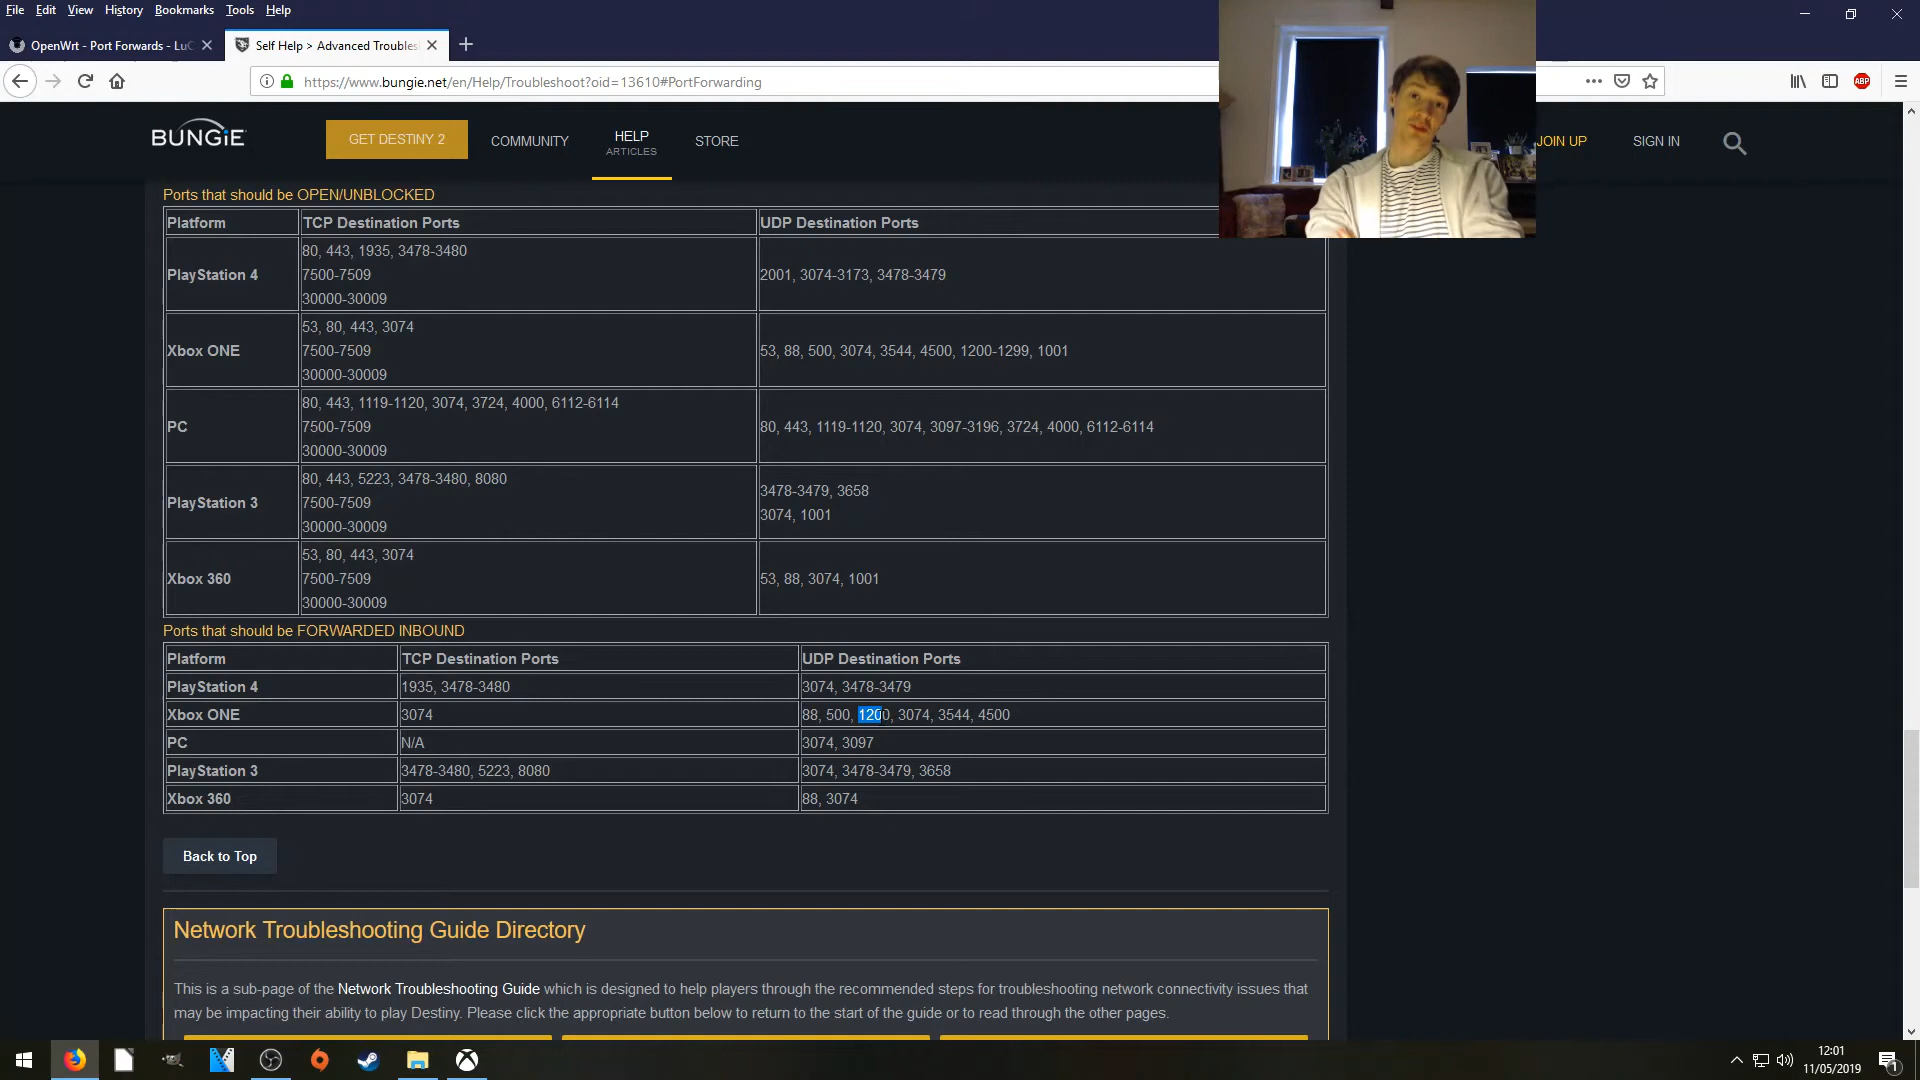 File Edit View History Bookmarks Tools Help
OpenWrt - Port Forwards - LuC
Self Help > Advanced Troubles
https://www.bungie.net/en/Help/Troubleshoot?oid=13610#PortForwarding
ABP
BUNGiE
GET DESTINY 2
COMMUNITY
HELP
ARTICLES
STORE
JOIN UP
SIGN IN
Ports that should be OPEN/UNBLOCKED
Platform TCP Destination Ports UDP Destination Ports
PlayStation 4
80, 443, 1935, 3478-3480
7500-7509
30000-30009
2001, 3074-3173, 3478-3479
Xbox ONE
53, 80, 443, 3074
7500-7509
30000-30009
53, 88, 500, 3074, 3544, 4500, 1200-1299, 1001
PC
80, 443, 1119-1120, 3074, 3724, 4000, 6112-6114
7500-7509
30000-30009
80, 443, 1119-1120, 3074, 3097-3196, 3724, 4000, 6112-6114
PlayStation 3
80, 443, 5223, 3478-3480, 8080
7500-7509
30000-30009
3478-3479, 3658
3074, 1001
Xbox 360
53, 80, 443, 3074
7500-7509
30000-30009
53, 88, 3074, 1001
Ports that should be FORWARDED INBOUND
Platform TCP Destination Ports UDP Destination Ports
PlayStation 4 1935, 3478-3480 3074, 3478-3479
Xbox ONE 3074 88, 500, 1200, 3074, 3544, 4500
PC N/A 3074, 3097
PlayStation 3 3478-3480, 5223, 8080 3074, 3478-3479, 3658
Xbox 360 3074 88, 3074
Back to Top
Network Troubleshooting Guide Directory
This is a sub-page of the Network Troubleshooting Guide which is designed to help players through the recommended steps for troubleshooting network connectivity issues that
may be impacting their ability to play Destiny. Please click the appropriate button below to return to the start of the guide or to read through the other pages.
12:01
11/05/2019
1